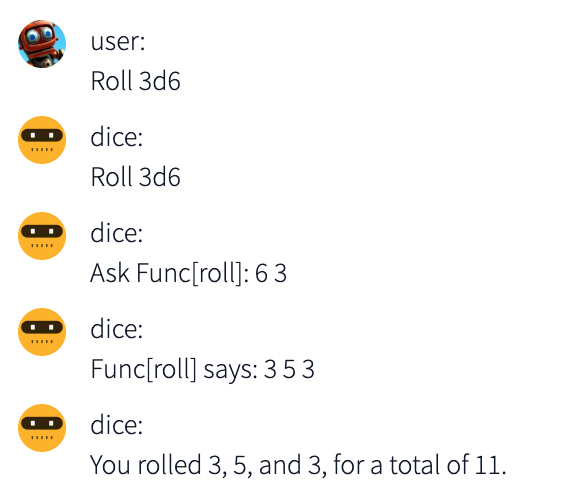 user:
Roll 3d6
dice:
Roll 3d6
dice:
Ask Func[roll]: 6 3
dice:
Func[roll] says: 3 5 3
dice:
You rolled 3, 5, and 3, for a total of 11.